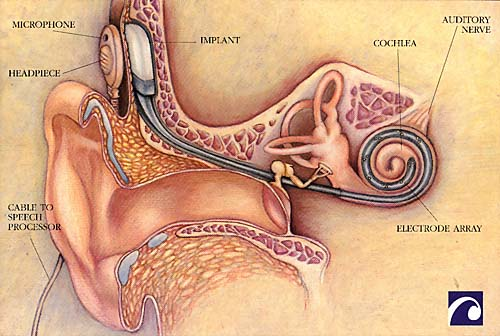 MICROPHONE
HEADPIECE
IMPLANT
COCHLEA
AUDITORY
NERVE
CABLE TO
SPEECH
PROCESSOR
ELECTRODE ARRAY